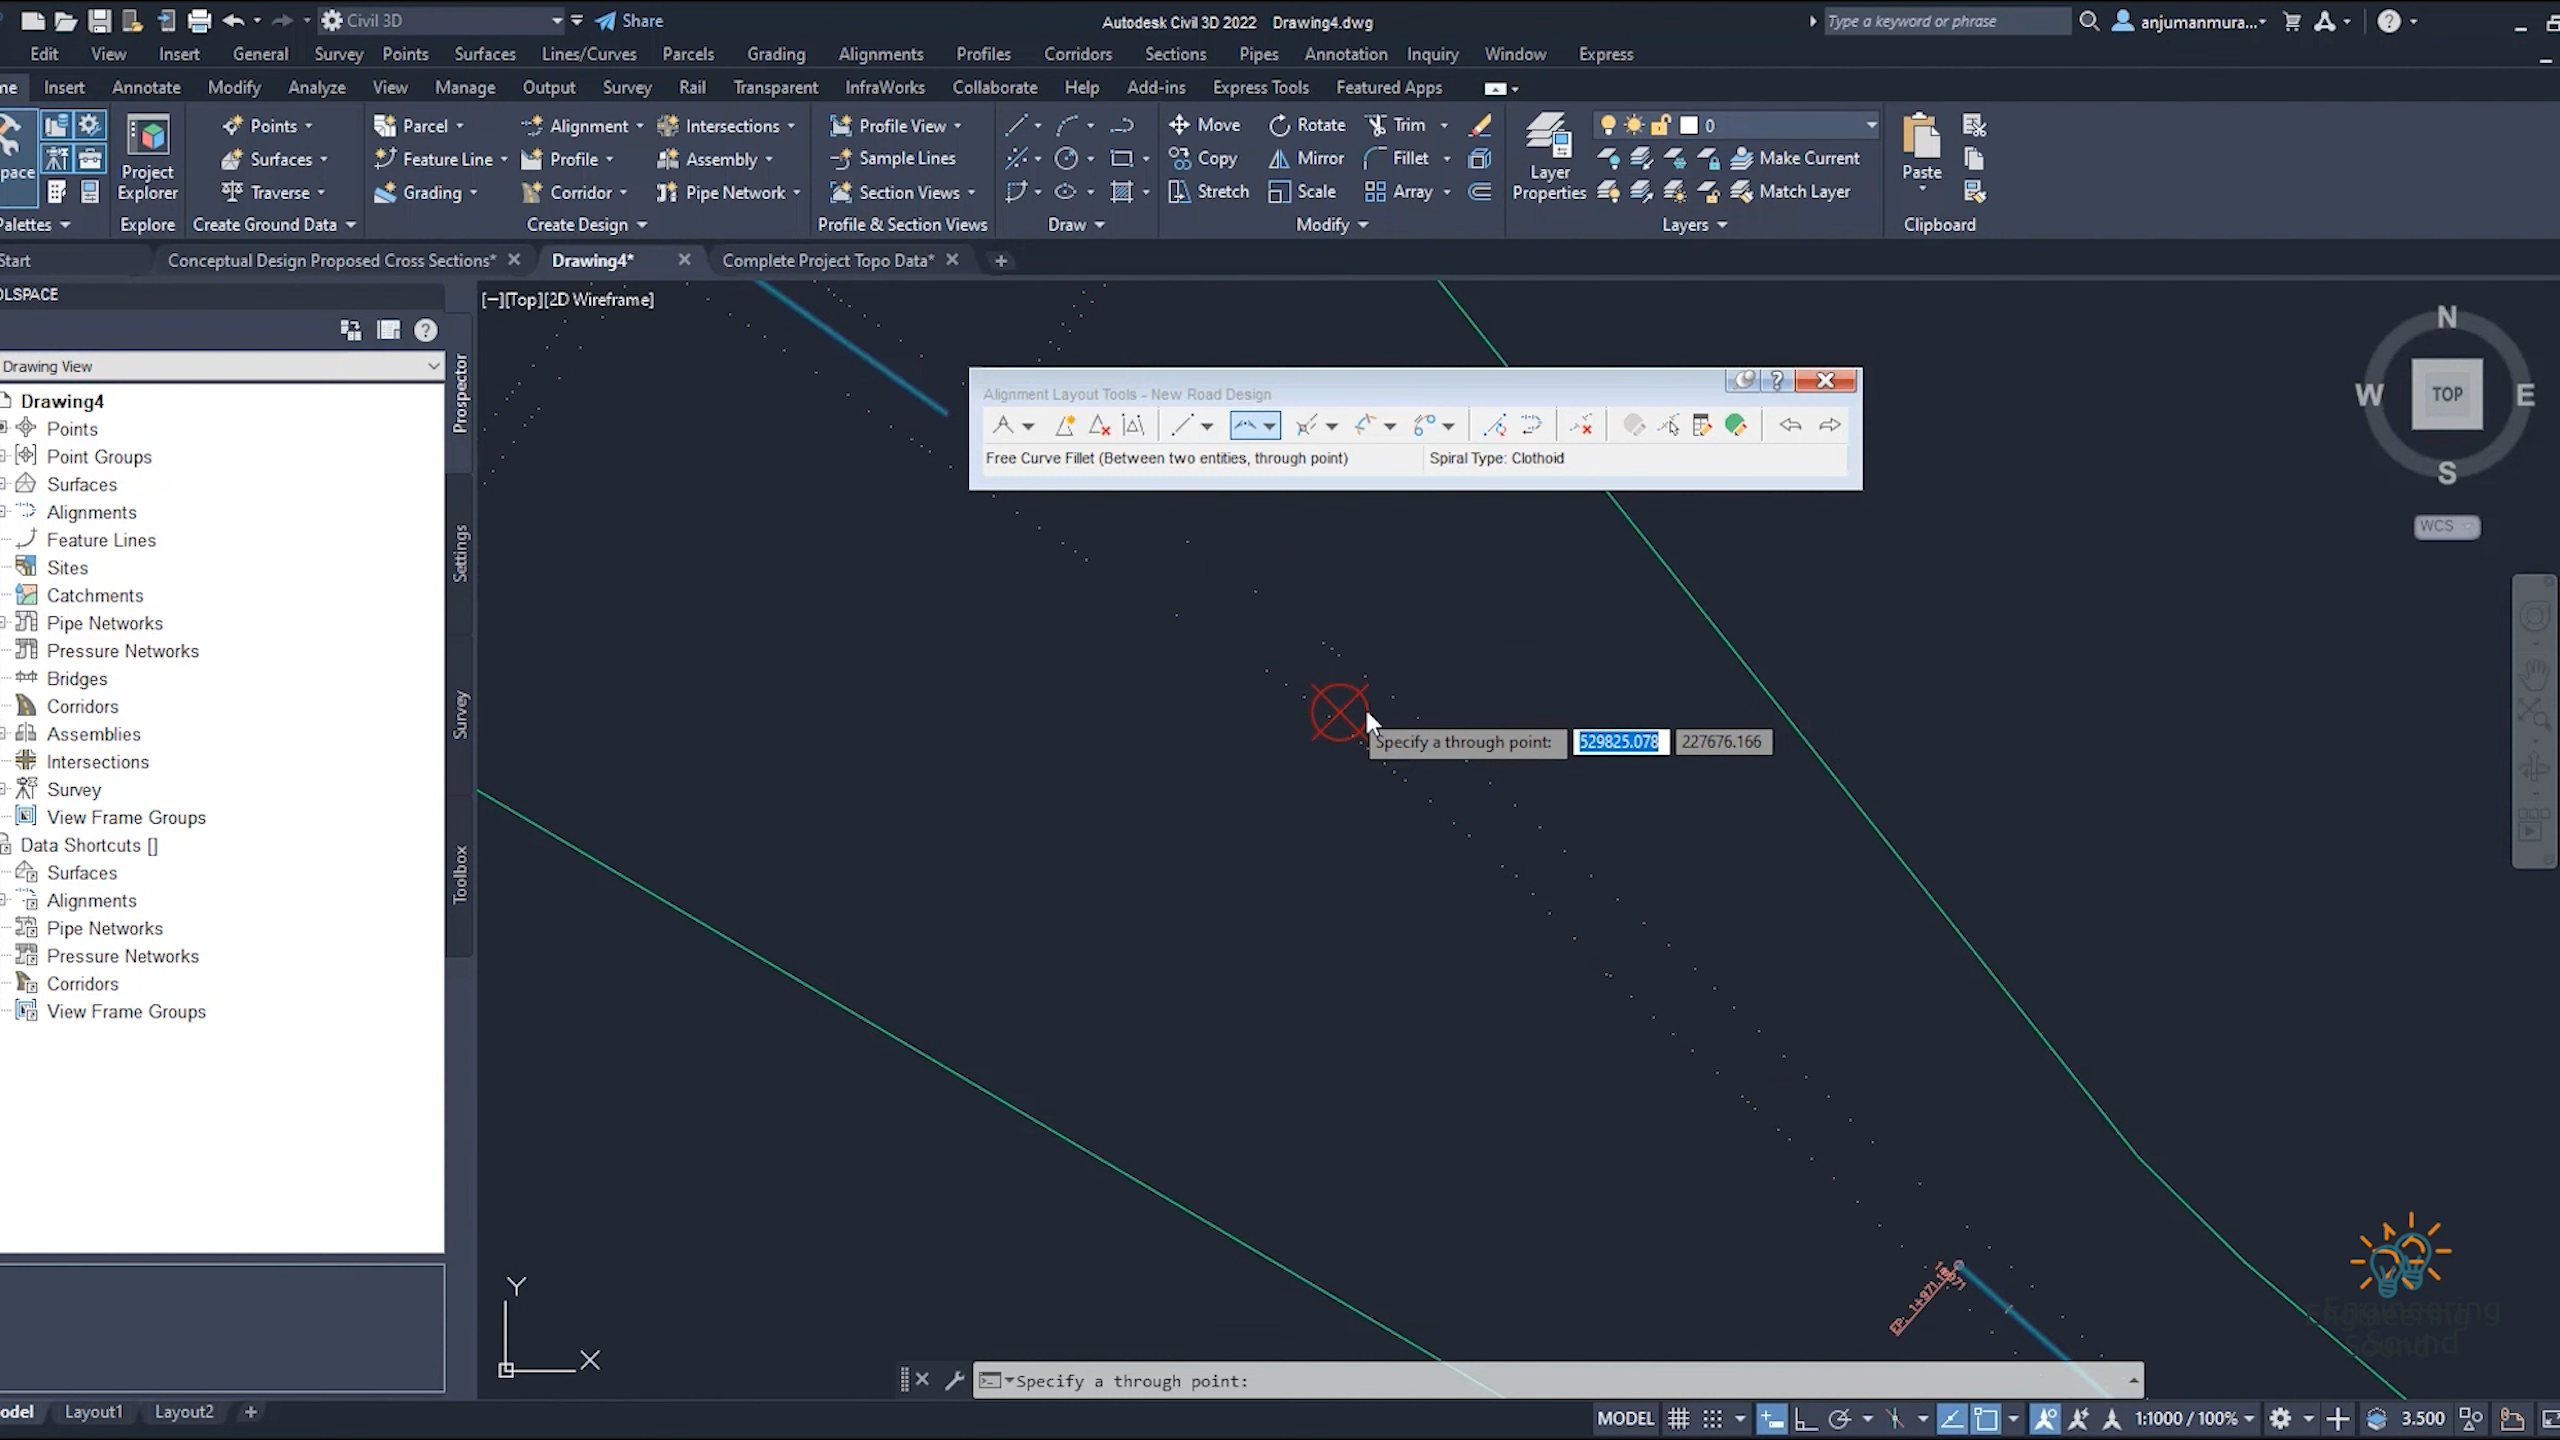 Civil 3D
Share
Autodesk Civil 3D 2022 Drawing4.dwg
Type a keyword or phrase
anjumanmura...
Edit View Insert General Survey Points Surfaces Lines/Curves Parcels Grading Alignments Profiles Corridors Sections Pipes Annotation Inquiry Window Express
me Insert Annotate Modify Analyze View Manage Output Survey Rail Transparent InfraWorks Collaborate Help Add-ins Express Tools Featured Apps
Points Parcel Alignment Intersections Profile View Move Rotate Trim 0
Surfaces Feature Line Profile Assembly Sample Lines Copy Mirror Fillet Make Current
Traverse Grading Corridor Pipe Network Section Views Stretch Scale Array Match Layer
space
Project
Explorer
Layer
Properties
Paste
Palettes Explore Create Ground Data Create Design Profile & Section Views Draw Modify Layers Clipboard
Start Conceptual Design Proposed Cross Sections* Drawing4* Complete Project Topo Data*
OLSPACE
Drawing View
Drawing4
Points
Point Groups
Surfaces
Alignments
Feature Lines
Sites
Catchments
Pipe Networks
Pressure Networks
Bridges
Corridors
Assemblies
Intersections
Survey
View Frame Groups
Data Shortcuts []
Surfaces
Alignments
Pipe Networks
Pressure Networks
Corridors
View Frame Groups
Prospector
Settings
Survey
Toolbox
[−][Top][2D Wireframe]
Alignment Layout Tools - New Road Design
Free Curve Fillet (Between two entities, through point) Spiral Type: Clothoid
N
W TOP E
S
WCS
Specify a through point: 529825.078 227676.166
Engineering
Sound
Y
X
Specify a through point:
odel Layout1 Layout2
MODEL 1:1000 / 100% 3.500